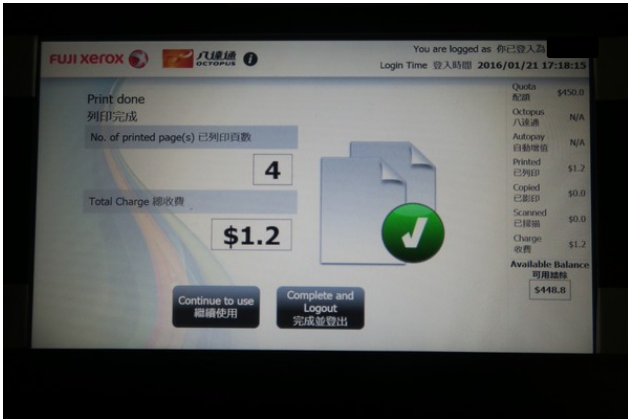 FUJI XEROX 八達通 OCTOPUS
You are logged as 你已登入為
Login Time 登入時間 2016/01/21 17:18:15
Print done
列印完成
No. of printed page(s) 已列印頁數
4
Total Charge 總收費
$1.2
Continue to use
繼續使用
Complete and
Logout
完成並登出
Quota
配額 $450.0
Octopus
八達通 N/A
Autopay
自動增值 N/A
Printed
已列印 $1.2
Copied
已影印 $0.0
Scanned
已掃描 $0.0
Charge
收費 $1.2
Available Balance
可用餘額
$448.8